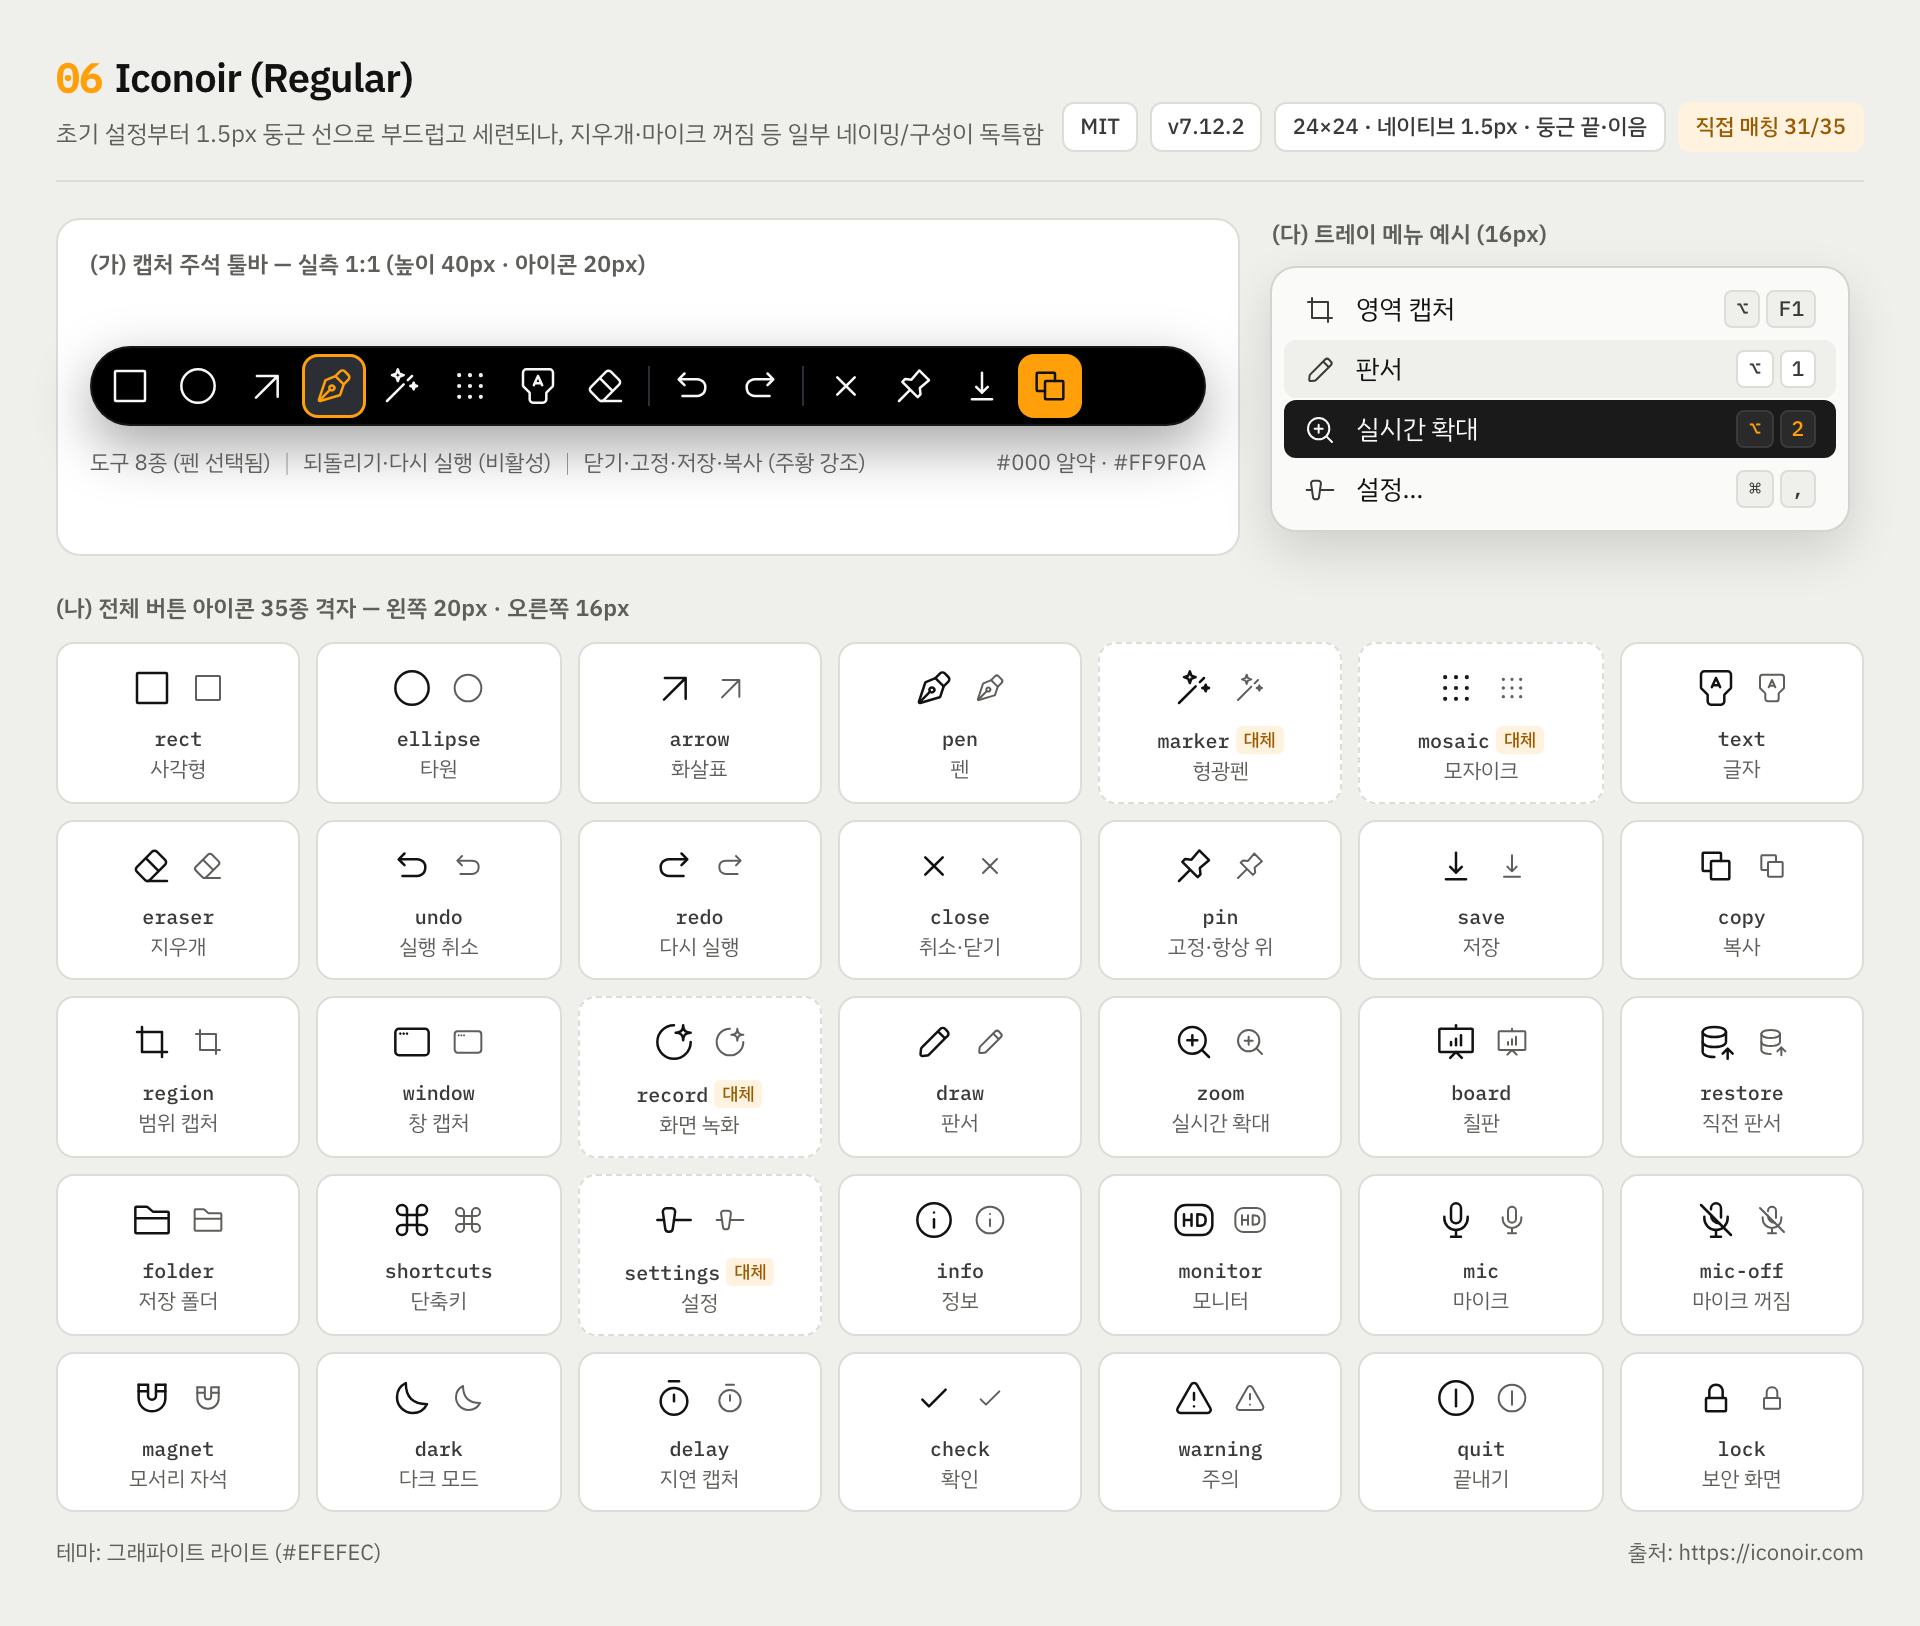 06 Iconoir (Regular)
초기 설정부터 1.5px 둥근 선으로 부드럽고 세련되나, 지우개·마이크 꺼짐 등 일부 네이밍/구성이 독특함
MIT
v7.12.2
24×24 · 네이티브 1.5px · 둥근 끝·이음
직접 매칭 31/35
(가) 캡처 주석 툴바 — 실측 1:1 (높이 40px · 아이콘 20px)
A
도구 8종 (펜 선택됨) | 되돌리기·다시 실행 (비활성) | 닫기·고정·저장·복사 (주황 강조)
#000 알약 · #FF9F0A
(다) 트레이 메뉴 예시 (16px)
영역 캡처 ⌥ F1
판서 ⌥ 1
실시간 확대 ⌥ 2
설정... ⌘ ,
(나) 전체 버튼 아이콘 35종 격자 — 왼쪽 20px · 오른쪽 16px
A A
rect
사각형
ellipse
타원
arrow
화살표
pen
펜
marker 대체
형광펜
mosaic 대체
모자이크
text
글자
eraser
지우개
undo
실행 취소
redo
다시 실행
close
취소·닫기
pin
고정·항상 위
save
저장
copy
복사
region
범위 캡처
window
창 캡처
record 대체
화면 녹화
draw
판서
zoom
실시간 확대
board
칠판
restore
직전 판서
folder
저장 폴더
shortcuts
단축키
settings 대체
설정
info
정보
HD HD
monitor
모니터
mic
마이크
mic-off
마이크 꺼짐
magnet
모서리 자석
dark
다크 모드
delay
지연 캡처
check
확인
warning
주의
quit
끝내기
lock
보안 화면
테마: 그래파이트 라이트 (#EFEFEC)
출처: https://iconoir.com